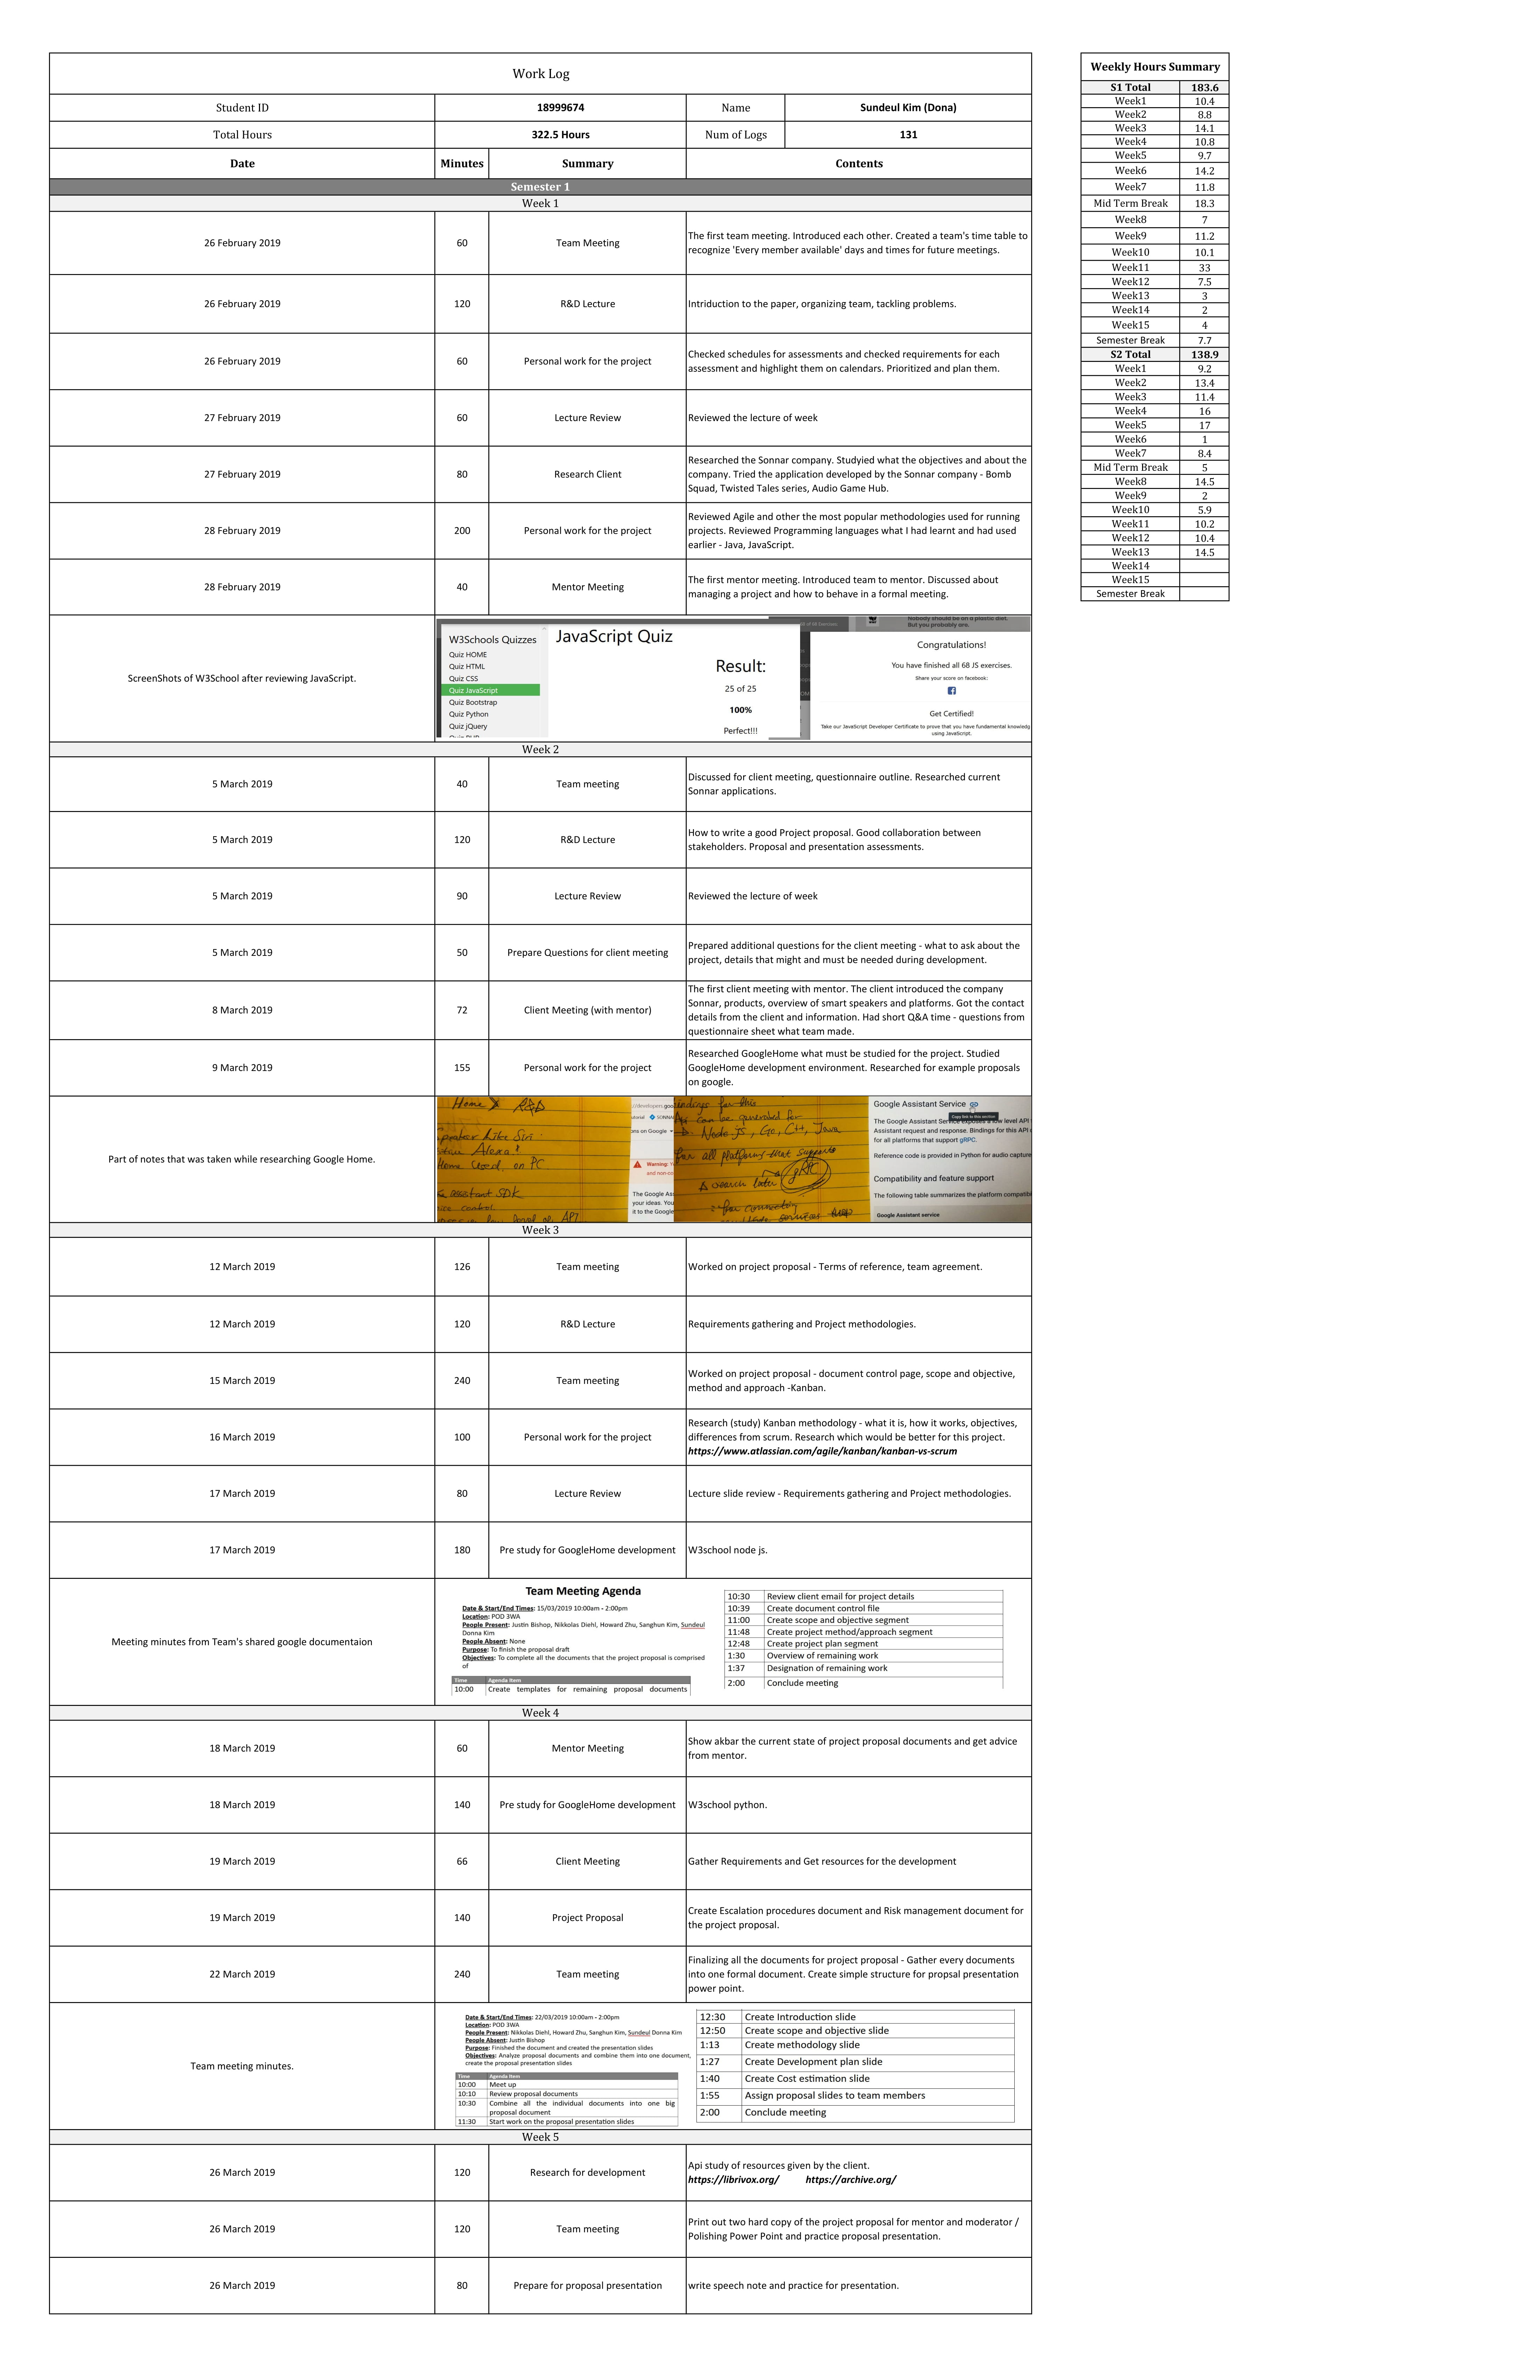 Work Log
Student ID 18999674 Name Sundeul Kim (Dona)
Total Hours 322.5 Hours Num of Logs 131
Date Minutes Summary Contents
Semester 1
Week 1
26 February 2019 60 Team Meeting The first team meeting. Introduced each other. Created a team's time table to
recognize 'Every member available' days and times for future meetings.
26 February 2019 120 R&D Lecture Intriduction to the paper, organizing team, tackling problems.
26 February 2019 60 Personal work for the project Checked schedules for assessments and checked requirements for each
assessment and highlight them on calendars. Prioritized and plan them.
27 February 2019 60 Lecture Review Reviewed the lecture of week
27 February 2019 80 Research Client Researched the Sonnar company. Studyied what the objectives and about the
company. Tried the application developed by the Sonnar company - Bomb
Squad, Twisted Tales series, Audio Game Hub.
28 February 2019 200 Personal work for the project Reviewed Agile and other the most popular methodologies used for running
projects. Reviewed Programming languages what I had learnt and had used
earlier - Java, JavaScript.
28 February 2019 40 Mentor Meeting The first mentor meeting. Introduced team to mentor. Discussed about
managing a project and how to behave in a formal meeting.
ScreenShots of W3School after reviewing JavaScript.
W3Schools Quizzes
Quiz HOME
Quiz HTML
Quiz CSS
Quiz JavaScript
Quiz Bootstrap
Quiz Python
Quiz jQuery
JavaScript Quiz
Result:
25 of 25
100%
Perfect!!!
Nobody should be on a plastic diet.
But you probably are.
Congratulations!
You have finished all 68 JS exercises.
Share your score on facebook:
Get Certified!
Take our JavaScript Developer Certificate to prove that you have fundamental knowledg
using JavaScript.
Week 2
5 March 2019 40 Team meeting Discussed for client meeting, questionnaire outline. Researched current
Sonnar applications.
5 March 2019 120 R&D Lecture How to write a good Project proposal. Good collaboration between
stakeholders. Proposal and presentation assessments.
5 March 2019 90 Lecture Review Reviewed the lecture of week
5 March 2019 50 Prepare Questions for client meeting Prepared additional questions for the client meeting - what to ask about the
project, details that might and must be needed during development.
8 March 2019 72 Client Meeting (with mentor) The first client meeting with mentor. The client introduced the company
Sonnar, products, overview of smart speakers and platforms. Got the contact
details from the client and information. Had short Q&A time - questions from
questionnaire sheet what team made.
9 March 2019 155 Personal work for the project Researched GoogleHome what must be studied for the project. Studied
GoogleHome development environment. Researched for example proposals
on google.
Part of notes that was taken while researching Google Home.
Home R&D
Like Siri
Alexa
on PC
assistant SDK
control
API
Warning:
and non-co
The Google Ass
your ideas. You
it to the Google
for this
can be generated for
Node js, Go, C++, Java
for all platforms that supports
search later gRPC
for connecting
Google Assistant Service
Copy link to this section
The Google Assistant Service exposes a low level API
Assistant request and response. Bindings for this API
for all platforms that support gRPC.
Reference code is provided in Python for audio capture
Compatibility and feature support
The following table summarizes the platform compatib
Google Assistant service
Week 3
12 March 2019 126 Team meeting Worked on project proposal - Terms of reference, team agreement.
12 March 2019 120 R&D Lecture Requirements gathering and Project methodologies.
15 March 2019 240 Team meeting Worked on project proposal - document control page, scope and objective,
method and approach -Kanban.
16 March 2019 100 Personal work for the project Research (study) Kanban methodology - what it is, how it works, objectives,
differences from scrum. Research which would be better for this project.
https://www.atlassian.com/agile/kanban/kanban-vs-scrum
17 March 2019 80 Lecture Review Lecture slide review - Requirements gathering and Project methodologies.
17 March 2019 180 Pre study for GoogleHome development W3school node js.
Meeting minutes from Team's shared google documentaion
Team Meeting Agenda
Date & Start/End Times: 15/03/2019 10:00am - 2:00pm
Location: POD 3WA
People Present: Justin Bishop, Nikkolas Diehl, Howard Zhu, Sanghun Kim, Sundeul
Donna Kim
People Absent: None
Purpose: To finish the proposal draft
Objectives: To complete all the documents that the project proposal is comprised
of
Time Agenda Item
10:00 Create templates for remaining proposal documents
10:30 Review client email for project details
10:39 Create document control file
11:00 Create scope and objective segment
11:48 Create project method/approach segment
12:48 Create project plan segment
1:30 Overview of remaining work
1:37 Designation of remaining work
2:00 Conclude meeting
Week 4
18 March 2019 60 Mentor Meeting Show akbar the current state of project proposal documents and get advice
from mentor.
18 March 2019 140 Pre study for GoogleHome development W3school python.
19 March 2019 66 Client Meeting Gather Requirements and Get resources for the development
19 March 2019 140 Project Proposal Create Escalation procedures document and Risk management document for
the project proposal.
22 March 2019 240 Team meeting Finalizing all the documents for project proposal - Gather every documents
into one formal document. Create simple structure for propsal presentation
power point.
Team meeting minutes.
Date & Start/End Times: 22/03/2019 10:00am - 2:00pm
Location: POD 3WA
People Present: Nikkolas Diehl, Howard Zhu, Sanghun Kim, Sundeul Donna Kim
People Absent: Justin Bishop
Purpose: Finished the document and created the presentation slides
Objectives: Analyze proposal documents and combine them into one document,
create the proposal presentation slides
Time Agenda Item
10:00 Meet up
10:10 Review proposal documents
10:30 Combine all the individual documents into one big
proposal document
11:30 Start work on the proposal presentation slides
12:30 Create Introduction slide
12:50 Create scope and objective slide
1:13 Create methodology slide
1:27 Create Development plan slide
1:40 Create Cost estimation slide
1:55 Assign proposal slides to team members
2:00 Conclude meeting
Week 5
26 March 2019 120 Research for development Api study of resources given by the client.
https://librivox.org/ https://archive.org/
26 March 2019 120 Team meeting Print out two hard copy of the project proposal for mentor and moderator /
Polishing Power Point and practice proposal presentation.
26 March 2019 80 Prepare for proposal presentation write speech note and practice for presentation.
Weekly Hours Summary
S1 Total 183.6
Week1 10.4
Week2 8.8
Week3 14.1
Week4 10.8
Week5 9.7
Week6 14.2
Week7 11.8
Mid Term Break 18.3
Week8 7
Week9 11.2
Week10 10.1
Week11 33
Week12 7.5
Week13 3
Week14 2
Week15 4
Semester Break 7.7
S2 Total 138.9
Week1 9.2
Week2 13.4
Week3 11.4
Week4 16
Week5 17
Week6 1
Week7 8.4
Mid Term Break 5
Week8 14.5
Week9 2
Week10 5.9
Week11 10.2
Week12 10.4
Week13 14.5
Week14
Week15
Semester Break